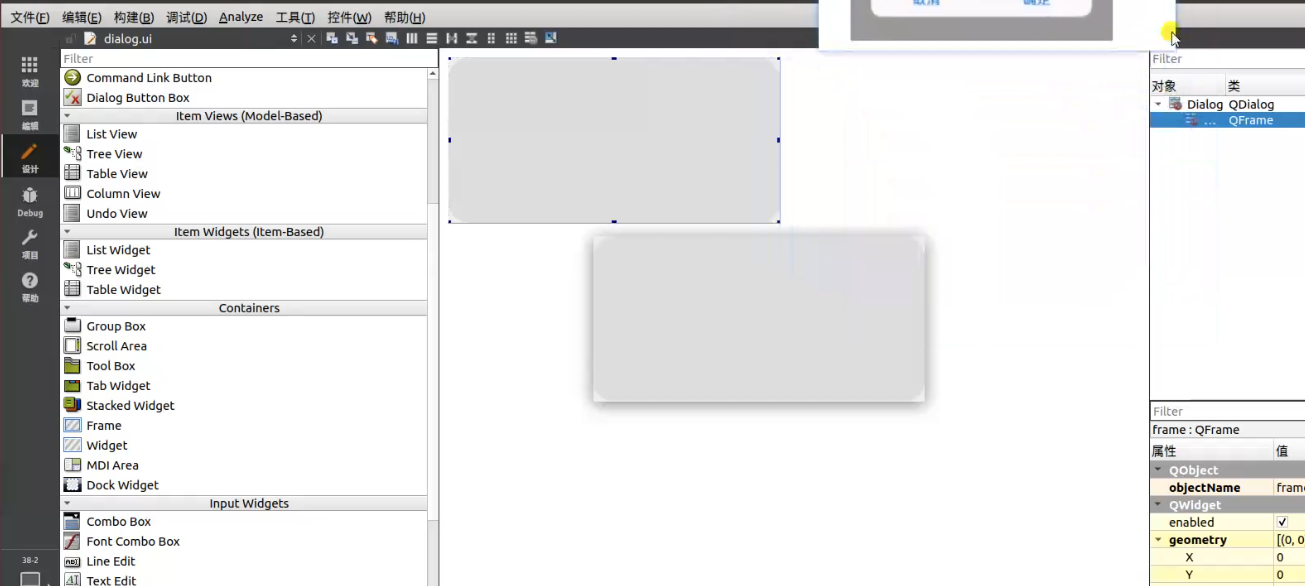 文件(F) 编辑(E) 构建(B) 调试(D) Analyze 工具(T) 控件(W) 帮助(H)
dialog.ui
欢迎
编辑
设计
Debug
项目
帮助
38-2
Filter
Command Link Button
Dialog Button Box
Item Views (Model-Based)
List View
Tree View
Table View
Column View
Undo View
Item Widgets (Item-Based)
List Widget
Tree Widget
Table Widget
Containers
Group Box
Scroll Area
Tool Box
Tab Widget
Stacked Widget
Frame
Widget
MDI Area
Dock Widget
Input Widgets
Combo Box
Font Combo Box
Line Edit
Text Edit
取消 确定
Filter
对象 类
Dialog QDialog
... QFrame
Filter
frame : QFrame
属性 值
QObject
objectName frame
QWidget
enabled
geometry [(0, 0
X 0
Y 0